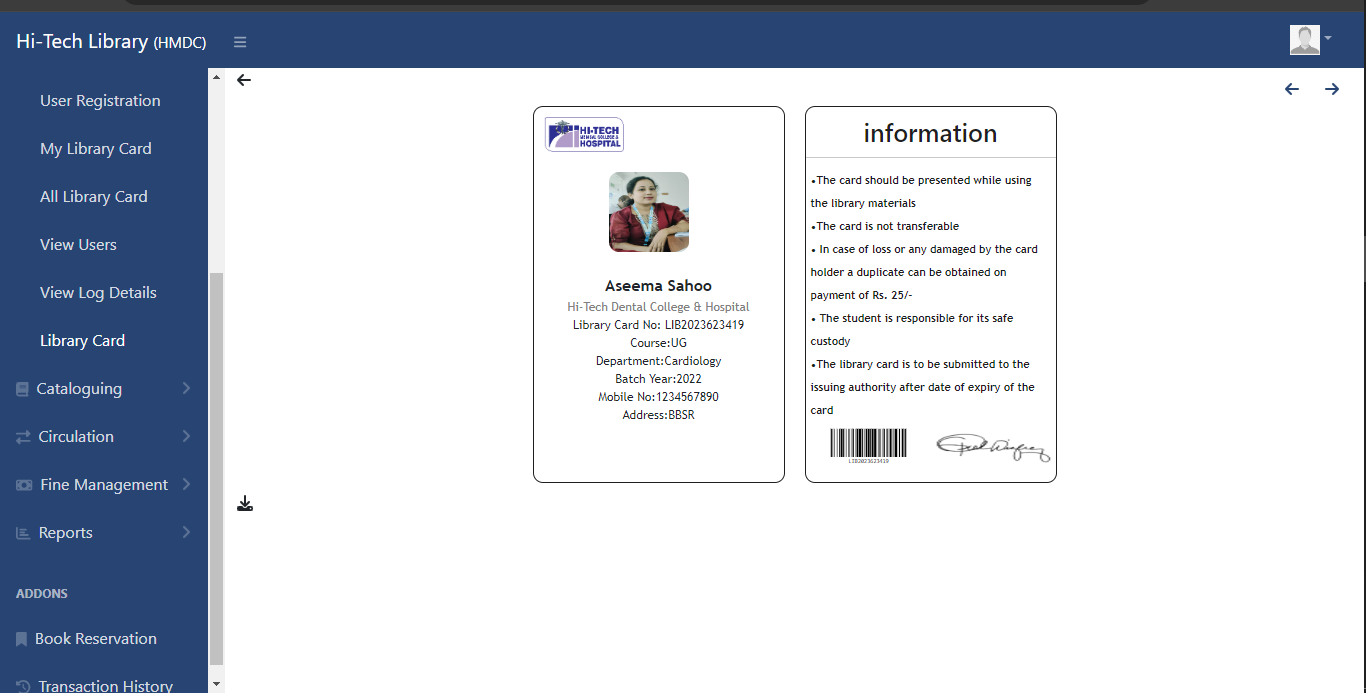 Hi-Tech Library (HMDC)
User Registration
My Library Card
All Library Card
View Users
View Log Details
Library Card
Cataloguing
Circulation
Fine Management
Reports
ADDONS
Book Reservation
Transaction History
HI-TECH
MEDICAL COLLEGE &
HOSPITAL
Aseema Sahoo
Hi-Tech Dental College & Hospital
Library Card No: LIB2023623419
Course:UG
Department:Cardiology
Batch Year:2022
Mobile No:1234567890
Address:BBSR
information
•The card should be presented while using
the library materials
•The card is not transferable
• In case of loss or any damaged by the card
holder a duplicate can be obtained on
payment of Rs. 25/-
• The student is responsible for its safe
custody
•The library card is to be submitted to the
issuing authority after date of expiry of the
card
LIB2023623419